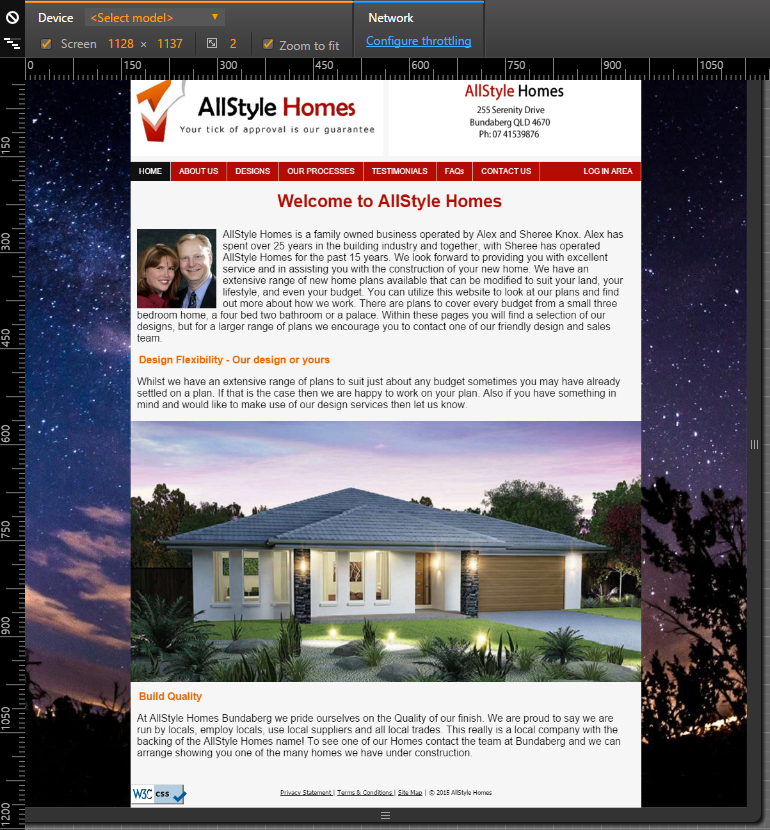 Device
<Select model>
Network
Screen
1128 × 1137
2
Zoom to fit
Configure throttling
0
150
300
450
600
750
900
1050
150
300
450
600
750
900
1050
1200
AllStyle Homes
Your tick of approval is our guarantee
AllStyle Homes
255 Serenity Drive
Bundaberg QLD 4670
Ph: 07 41539876
HOME
ABOUT US
DESIGNS
OUR PROCESSES
TESTIMONIALS
FAQs
CONTACT US
LOG IN AREA
Welcome to AllStyle Homes
AllStyle Homes is a family owned business operated by Alex and Sheree Knox. Alex has
spent over 25 years in the building industry and together, with Sheree has operated
AllStyle Homes for the past 15 years. We look forward to providing you with excellent
service and in assisting you with the construction of your new home. We have an
extensive range of new home plans available that can be modified to suit your land, your
lifestyle, and even your budget. You can utilize this website to look at our plans and find
out more about how we work. There are plans to cover every budget from a small three
bedroom home, a four bed two bathroom or a palace. Within these pages you will find a selection of our
designs, but for a larger range of plans we encourage you to contact one of our friendly design and sales
team.
Design Flexibility - Our design or yours
Whilst we have an extensive range of plans to suit just about any budget sometimes you may have already
settled on a plan. If that is the case then we are happy to work on your plan. Also if you have something in
mind and would like to make use of our design services then let us know.
Build Quality
At AllStyle Homes Bundaberg we pride ourselves on the Quality of our finish. We are proud to say we are
run by locals, employ locals, use local suppliers and all local trades. This really is a local company with the
backing of the AllStyle Homes name! To see one of our Homes contact the team at Bundaberg and we can
arrange showing you one of the many homes we have under construction.
W3C css
Privacy Statement | Terms & Conditions | Site Map | © 2015 AllStyle Homes